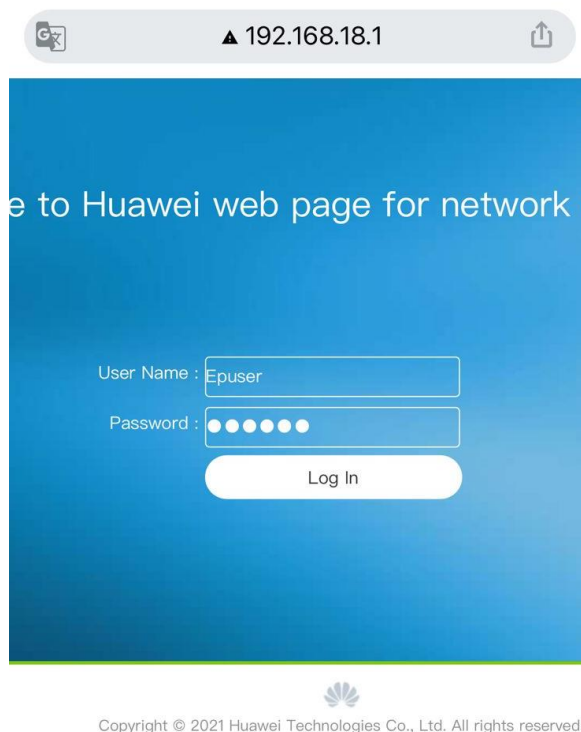 192.168.18.1
e to Huawei web page for network
User Name :
Epuser
Password :
●●●●●●
Log In
Copyright © 2021 Huawei Technologies Co., Ltd. All rights reserved